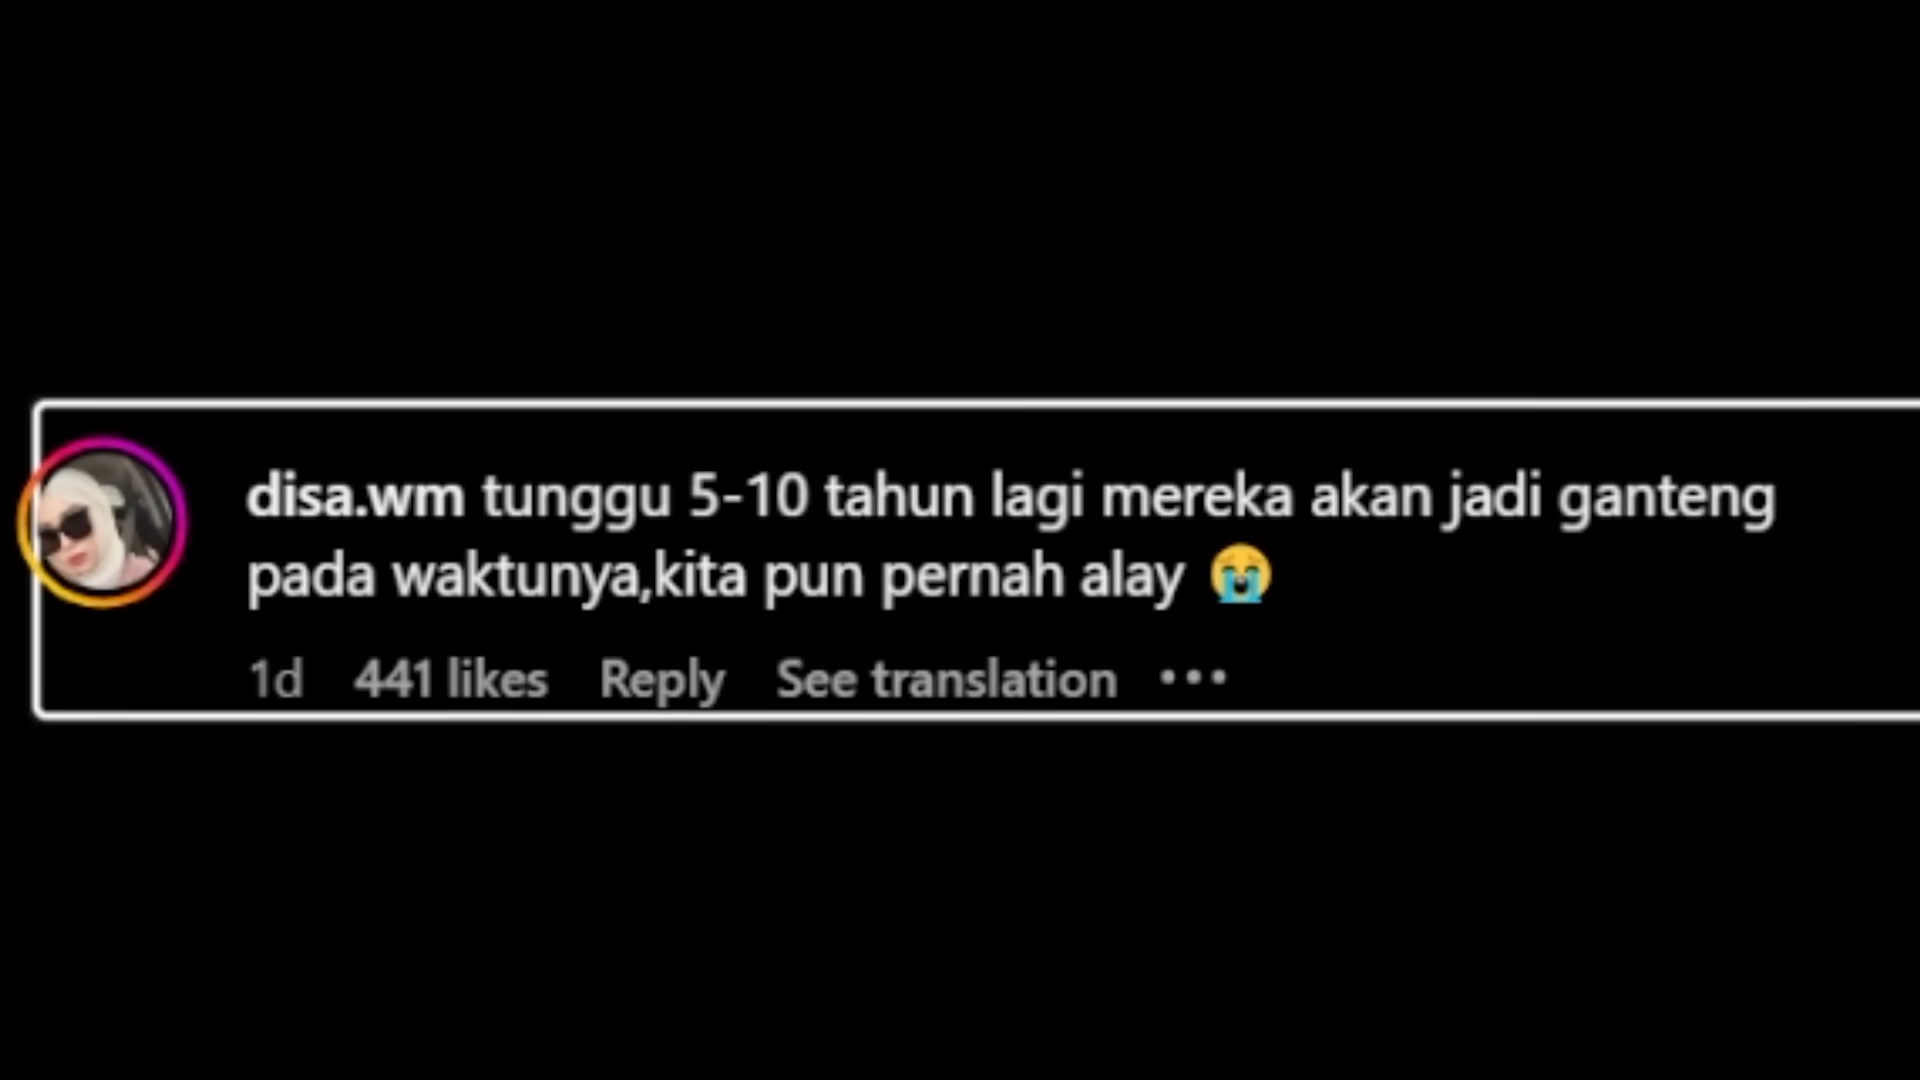 disa.wm tunggu 5-10 tahun lagi mereka akan jadi ganteng
pada waktunya,kita pun pernah alay 😭
1d 441 likes Reply See translation •••